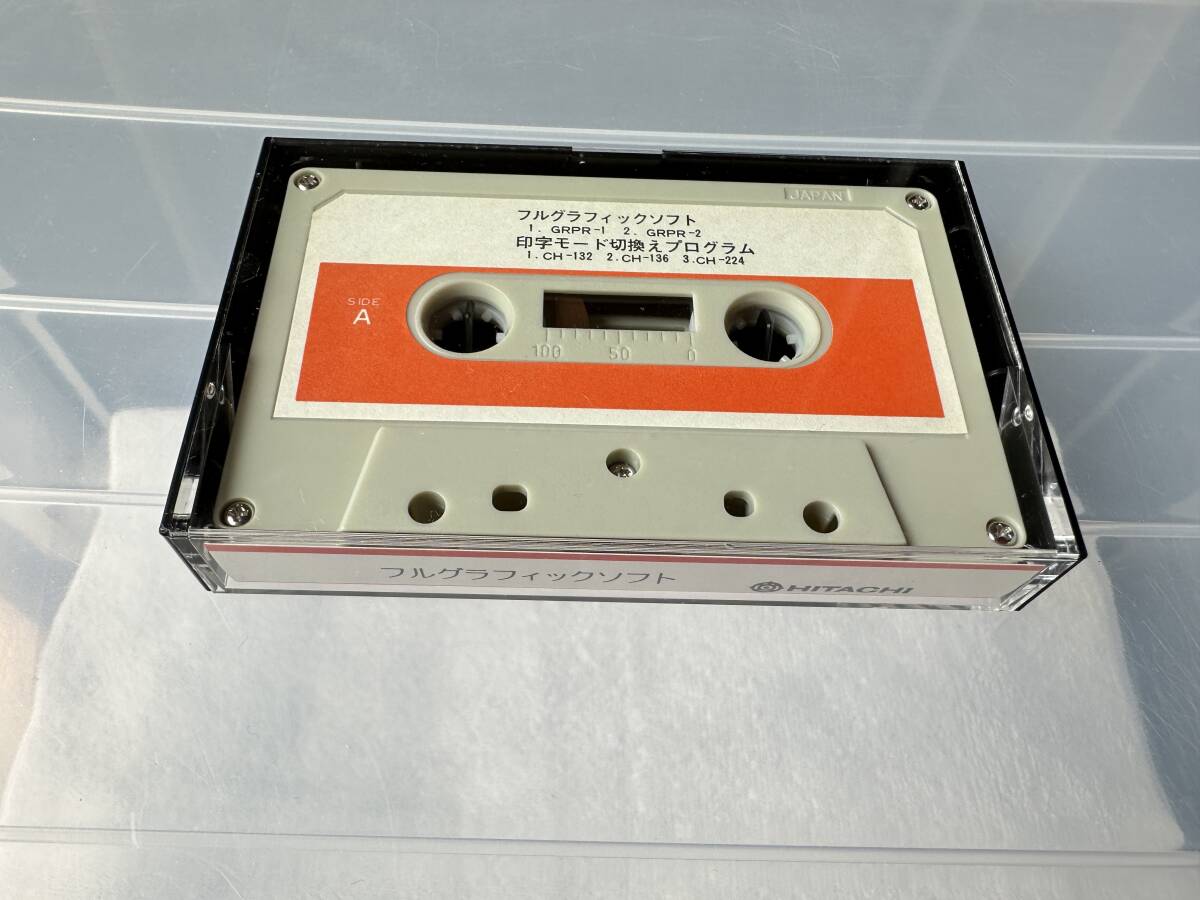 JAPAN
フルグラフィックソフト
1. GRPR-1 2. GRPR-2
印字モード切換えプログラム
1.CH-132 2.CH-136 3.CH-224
SIDE
A
100 50 0
フルグラフィックソフト HITACHI